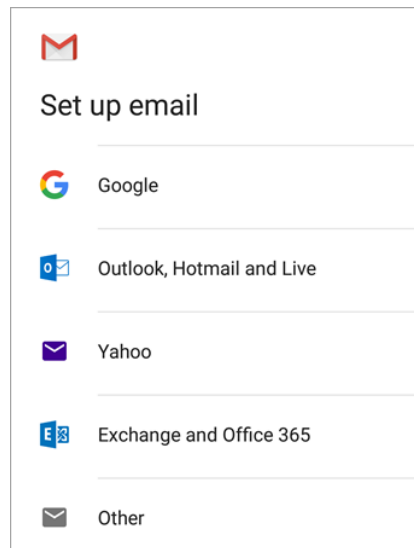 Set up email
Google
Outlook, Hotmail and Live
Yahoo
Exchange and Office 365
Other